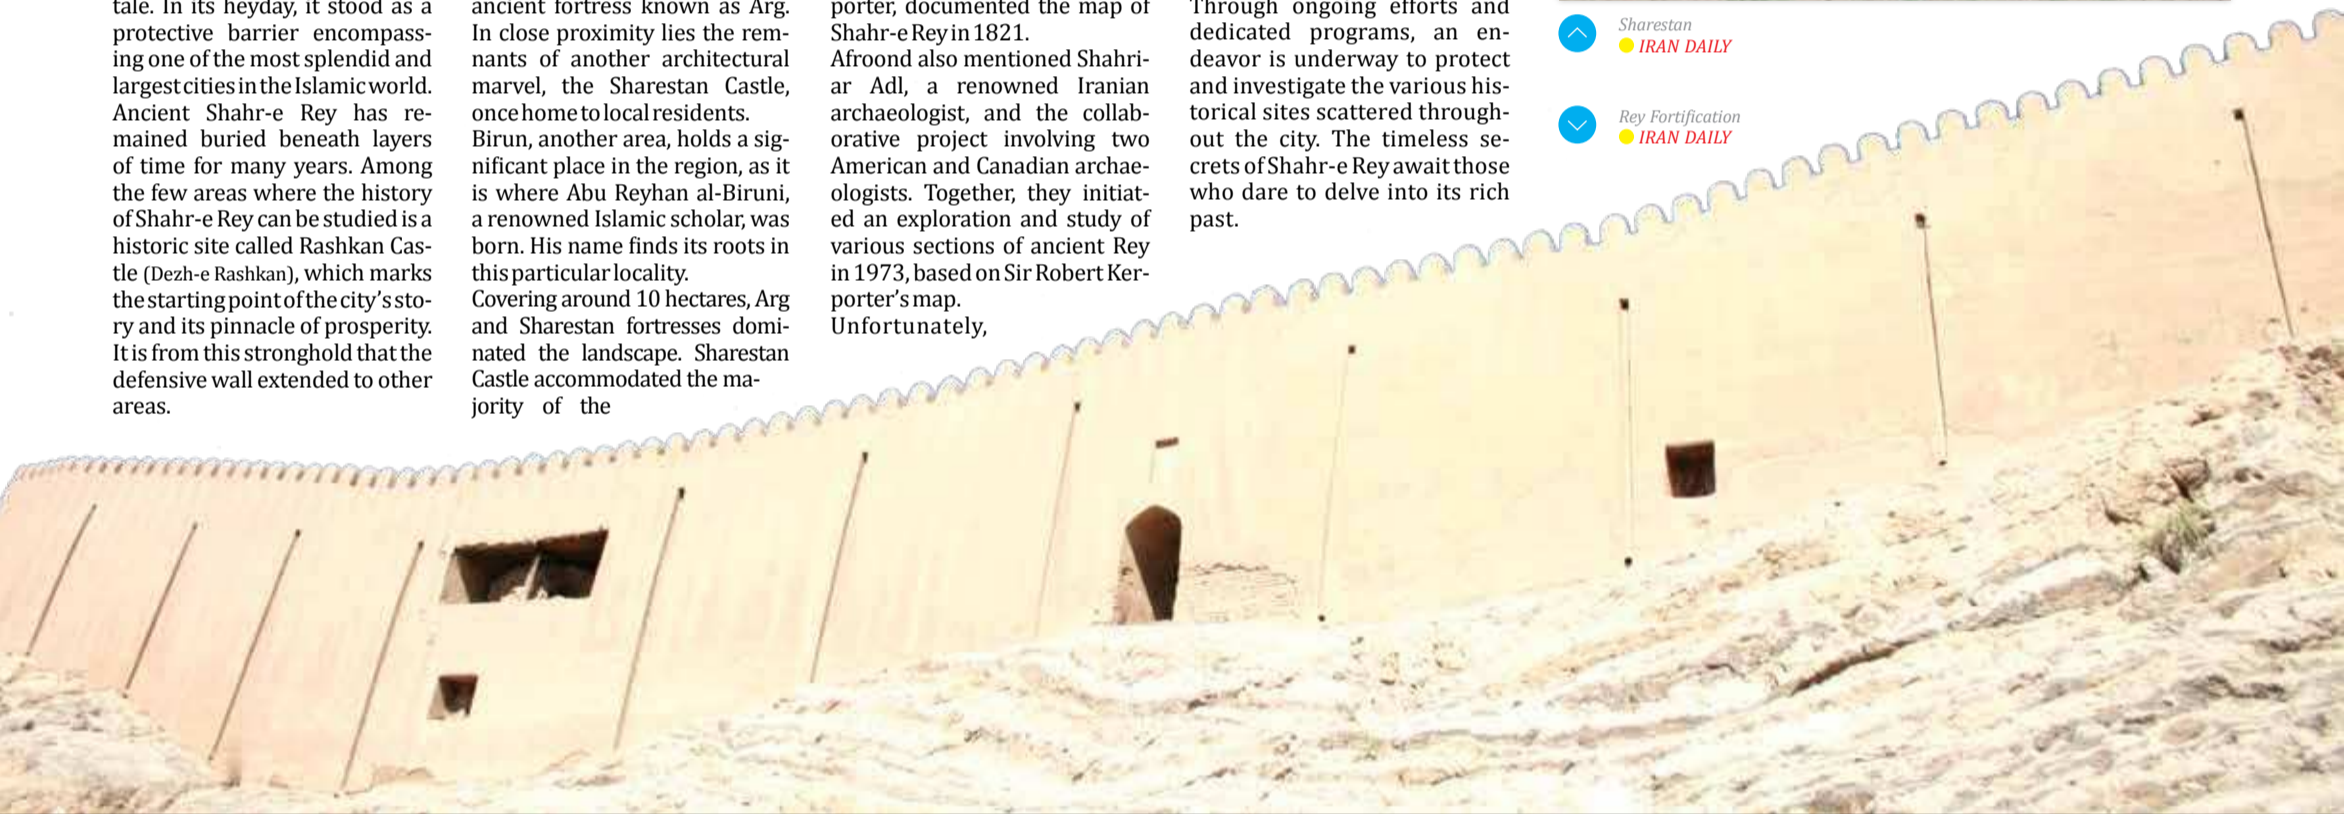 tale. In its heyday, it stood as a
protective barrier encompass-
ing one of the most splendid and
largest cities in the Islamic world.
Ancient Shahr-e Rey has re-
mained buried beneath layers
of time for many years. Among
the few areas where the history
of Shahr-e Rey can be studied is a
historic site called Rashkan Cas-
tle (Dezh-e Rashkan), which marks
the starting point of the city's sto-
ry and its pinnacle of prosperity.
It is from this stronghold that the
defensive wall extended to other
areas.
ancient fortress known as Arg.
In close proximity lies the rem-
nants of another architectural
marvel, the Sharestan Castle,
once home to local residents.
Birun, another area, holds a sig-
nificant place in the region, as it
is where Abu Reyhan al-Biruni,
a renowned Islamic scholar, was
born. His name finds its roots in
this particular locality.
Covering around 10 hectares, Arg
and Sharestan fortresses domi-
nated the landscape. Sharestan
Castle accommodated the ma-
jority of the
porter, documented the map of
Shahr-e Rey in 1821.
Afroond also mentioned Shahri-
ar Adl, a renowned Iranian
archaeologist, and the collab-
orative project involving two
American and Canadian archae-
ologists. Together, they initiat-
ed an exploration and study of
various sections of ancient Rey
in 1973, based on Sir Robert Ker-
porter's map.
Unfortunately,
Through ongoing efforts and
dedicated programs, an en-
deavor is underway to protect
and investigate the various his-
torical sites scattered through-
out the city. The timeless se-
crets of Shahr-e Rey await those
who dare to delve into its rich
past.
Sharestan
IRAN DAILY
Rey Fortification
IRAN DAILY